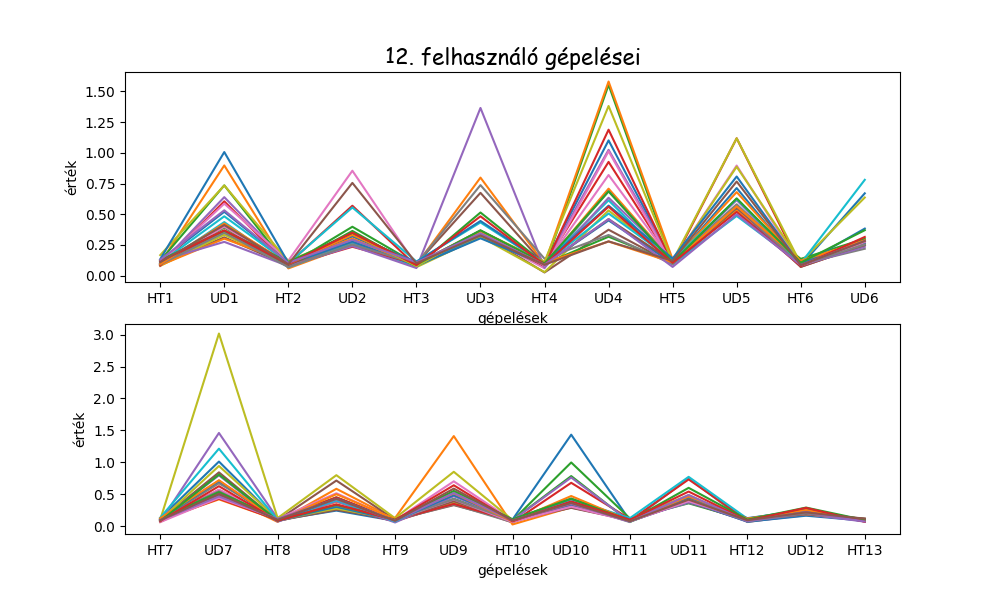 12. felhasználó gépelései
érték
1.50
1.25
1.00
0.75
0.50
0.25
0.00
HT1 UD1 HT2 UD2 HT3 UD3 HT4 UD4 HT5 UD5 HT6 UD6
gépelések
érték
3.0
2.5
2.0
1.5
1.0
0.5
0.0
HT7 UD7 HT8 UD8 HT9 UD9 HT10 UD10 HT11 UD11 HT12 UD12 HT13
gépelések